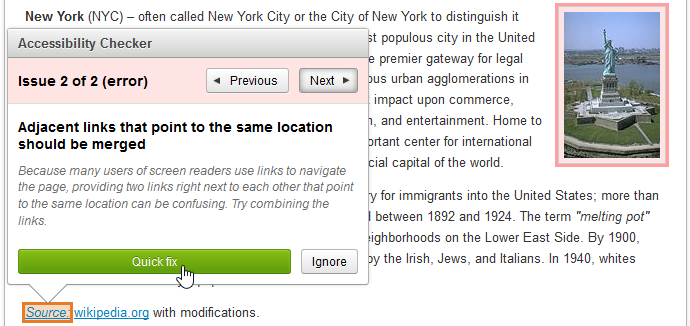 New York (NYC) – often called New York City or the City of New York to distinguish it
Accessibility Checker
st populous city in the United
e premier gateway for legal
Issue 2 of 2 (error)
Previous
Next
ous urban agglomerations in
impact upon commerce,
Adjacent links that point to the same location
should be merged
n, and entertainment. Home to
ortant center for international
cial capital of the world.
Because many users of screen readers use links to navigate
the page, providing two links right next to each other that point
to the same location can be confusing. Try combining the
links.
ry for immigrants into the United States; more than
d between 1892 and 1924. The term "melting pot"
eighborhoods on the Lower East Side. By 1900,
by the Irish, Jews, and Italians. In 1940, whites
Quick fix
Ignore
Source: wikipedia.org with modifications.